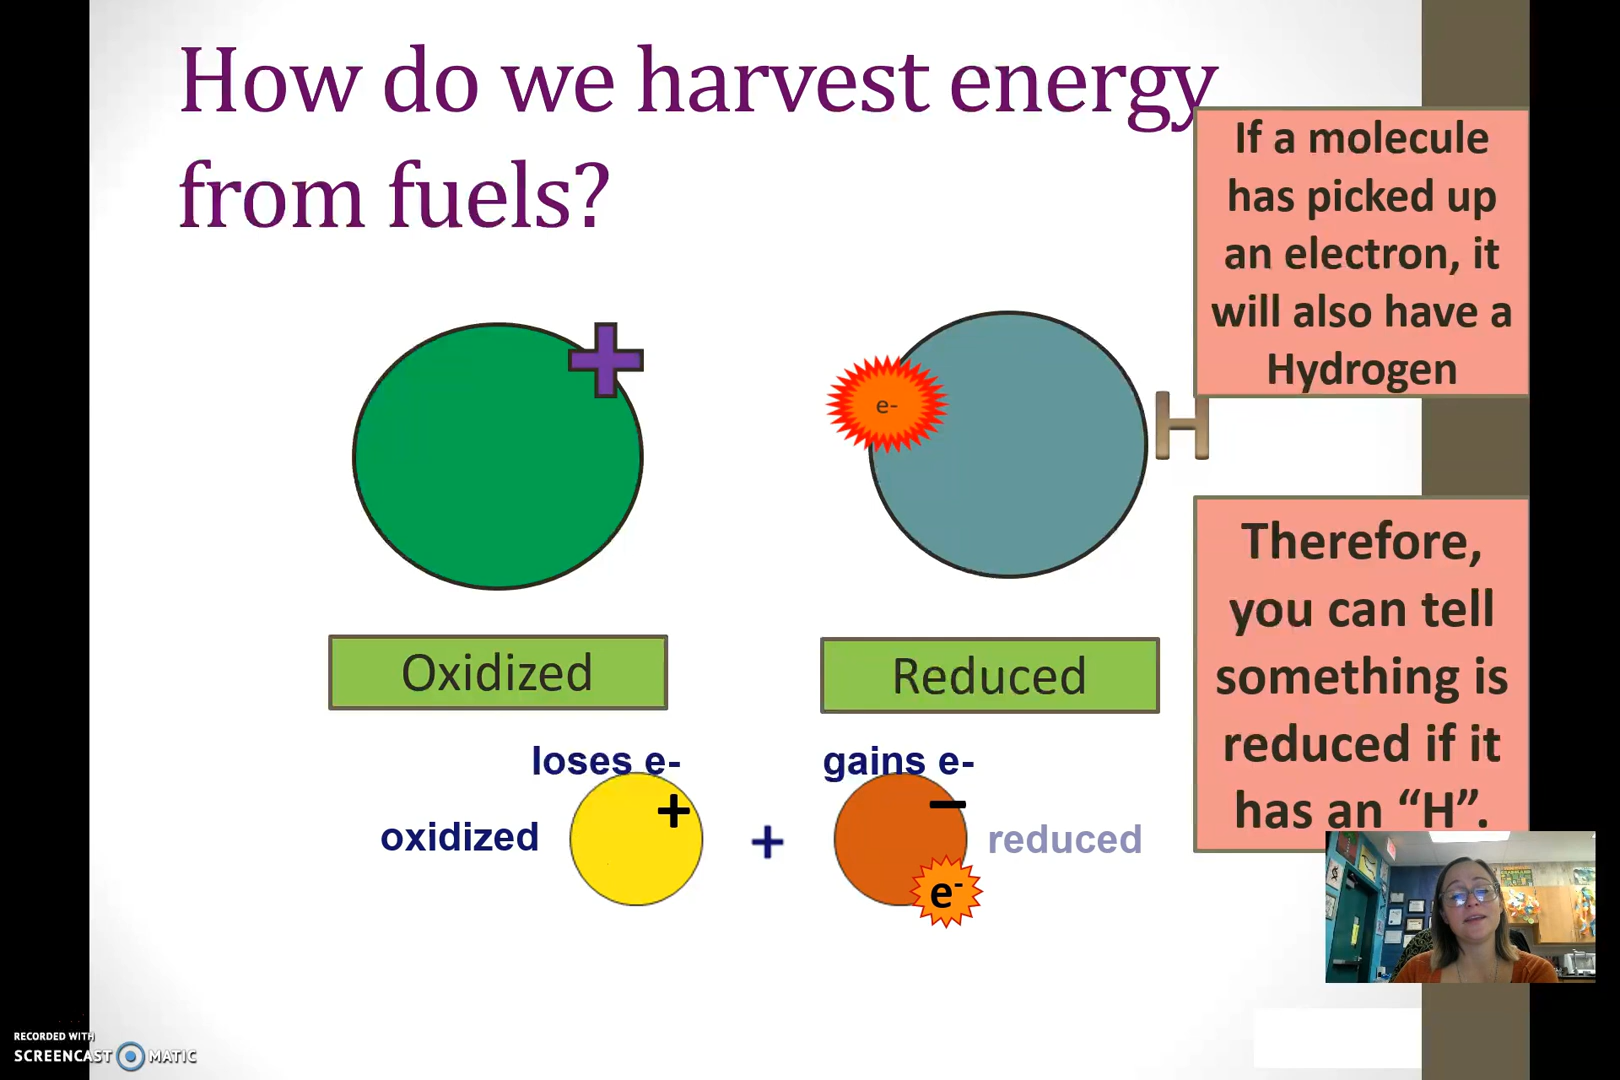 How do we harvest energy
from fuels?
If a molecule
has picked up
an electron, it
will also have a
Hydrogen
e-
H
Therefore,
you can tell
something is
reduced if it
has an “H”.
Oxidized
Reduced
loses e-
gains e-
oxidized
+
+
–
reduced
e-
RECORDED WITH
SCREENCAST MATIC